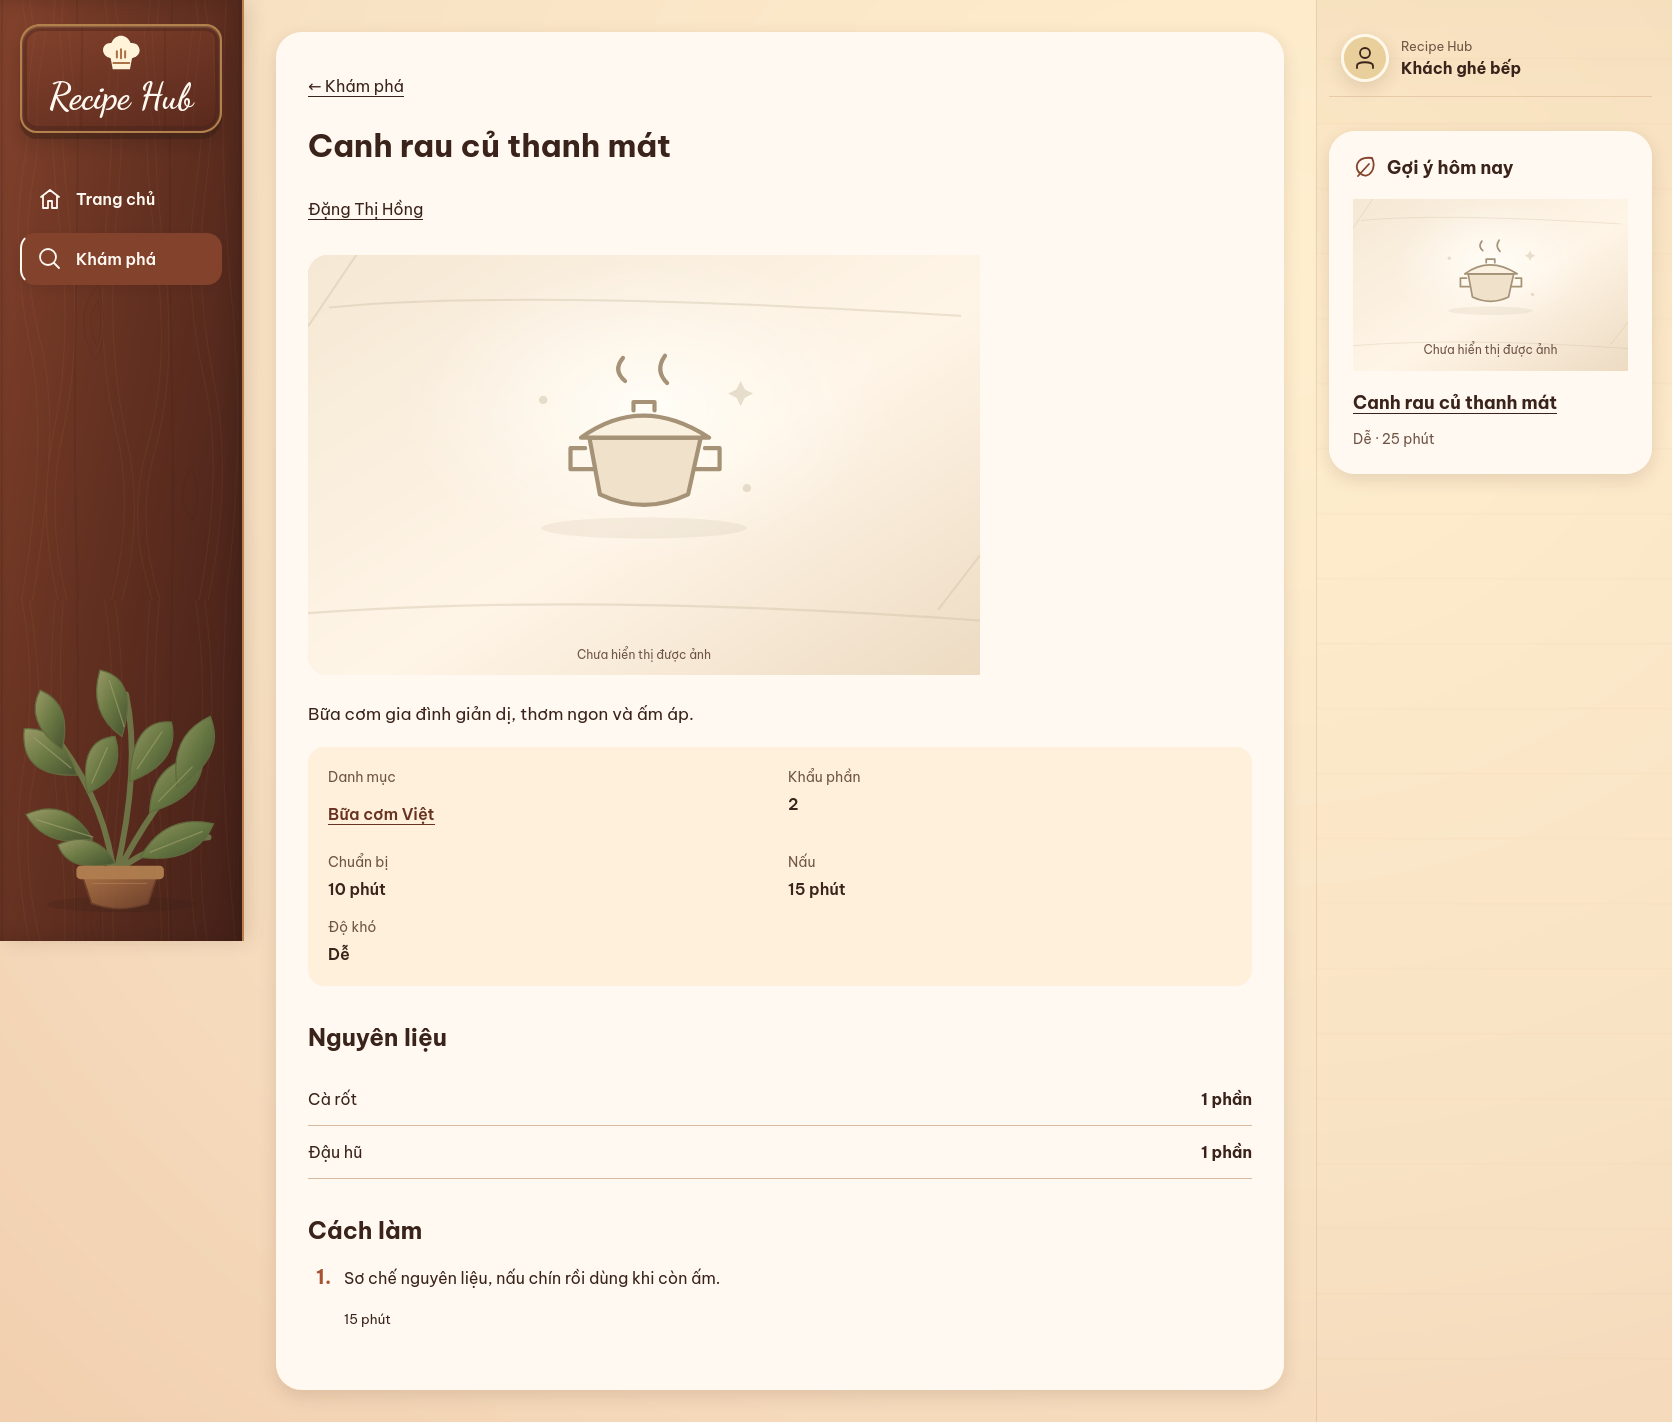 Recipe Hub
Trang chủ
Khám phá
← Khám phá
Canh rau củ thanh mát
Đặng Thị Hồng
Chưa hiển thị được ảnh
Bữa cơm gia đình giản dị, thơm ngon và ấm áp.
Danh mục
Bữa cơm Việt
Khẩu phần
2
Chuẩn bị
10 phút
Nấu
15 phút
Độ khó
Dễ
Nguyên liệu
Cà rốt 1 phần
Đậu hũ 1 phần
Cách làm
1. Sơ chế nguyên liệu, nấu chín rồi dùng khi còn ấm.
15 phút
Recipe Hub
Khách ghé bếp
Gợi ý hôm nay
Chưa hiển thị được ảnh
Canh rau củ thanh mát
Dễ · 25 phút